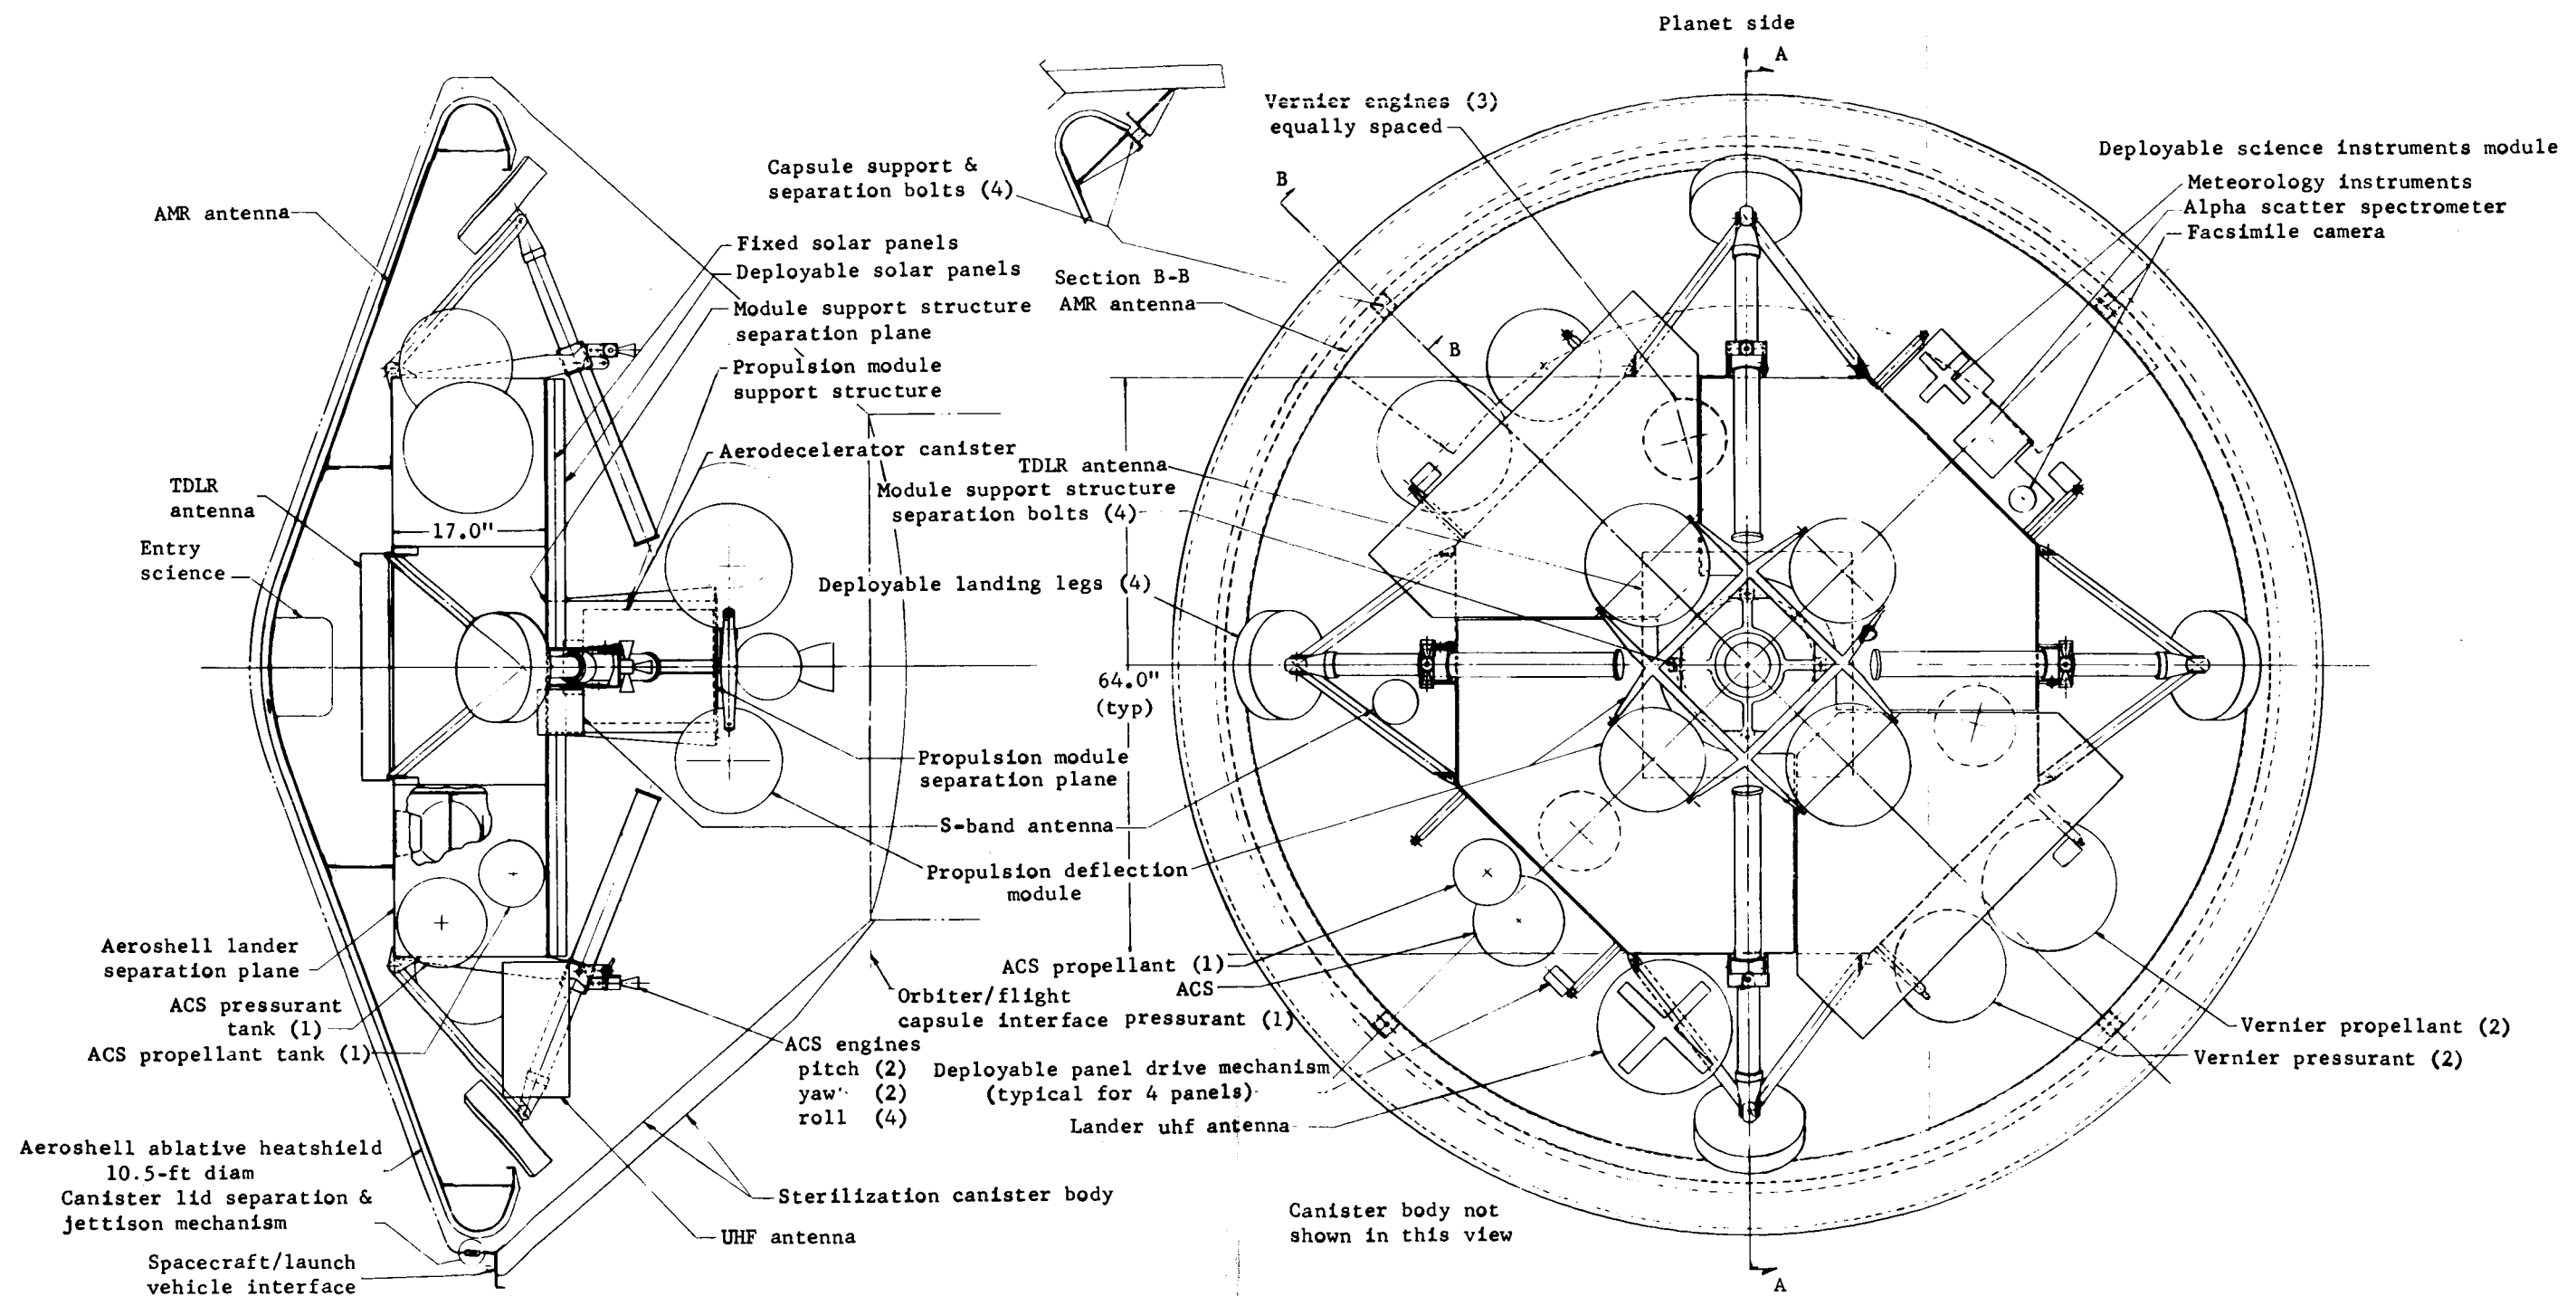 Planet side
A
Vernier engines (3)
equally spaced
Deployable science instruments module
Meteorology instruments
Alpha scatter spectrometer
Facsimile camera
Capsule support &
separation bolts (4)
B
AMR antenna
Fixed solar panels
Deployable solar panels
Module support structure
separation plane
Propulsion module
support structure
Section B-B
AMR antenna
B
Aerodecelerator canister
TDLR antenna
Module support structure
separation bolts (4)
TDLR
antenna
17.0"
Entry
science
Deployable landing legs (4)
64.0"
(typ)
Propulsion module
separation plane
S-band antenna
Propulsion deflection
module
Aeroshell lander
separation plane
ACS propellant (1)
ACS
pressurant (1)
Orbiter/flight
capsule interface
ACS pressurant
tank (1)
ACS propellant tank (1)
ACS engines
pitch (2)
yaw (2)
roll (4)
Deployable panel drive mechanism
(typical for 4 panels)
Lander uhf antenna
Vernier propellant (2)
Vernier pressurant (2)
Aeroshell ablative heatshield
10.5-ft diam
Canister lid separation &
jettison mechanism
Sterilization canister body
UHF antenna
Spacecraft/launch
vehicle interface
Canister body not
shown in this view
A